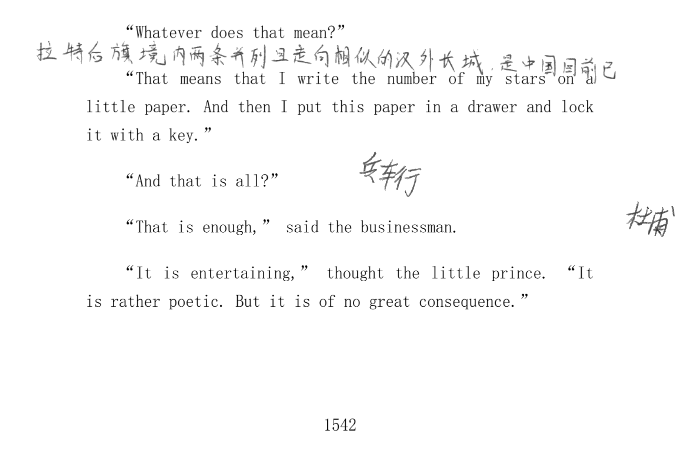 “Whatever does that mean?”
拉特后旗境内两条并列且走向相似的汉外长城，是中国目前已
“That means that I write the number of my stars on a
little paper. And then I put this paper in a drawer and lock
it with a key.”
“And that is all?”
兵车行
“That is enough,” said the businessman.
杜甫
“It is entertaining,” thought the little prince. “It
is rather poetic. But it is of no great consequence.”
1542